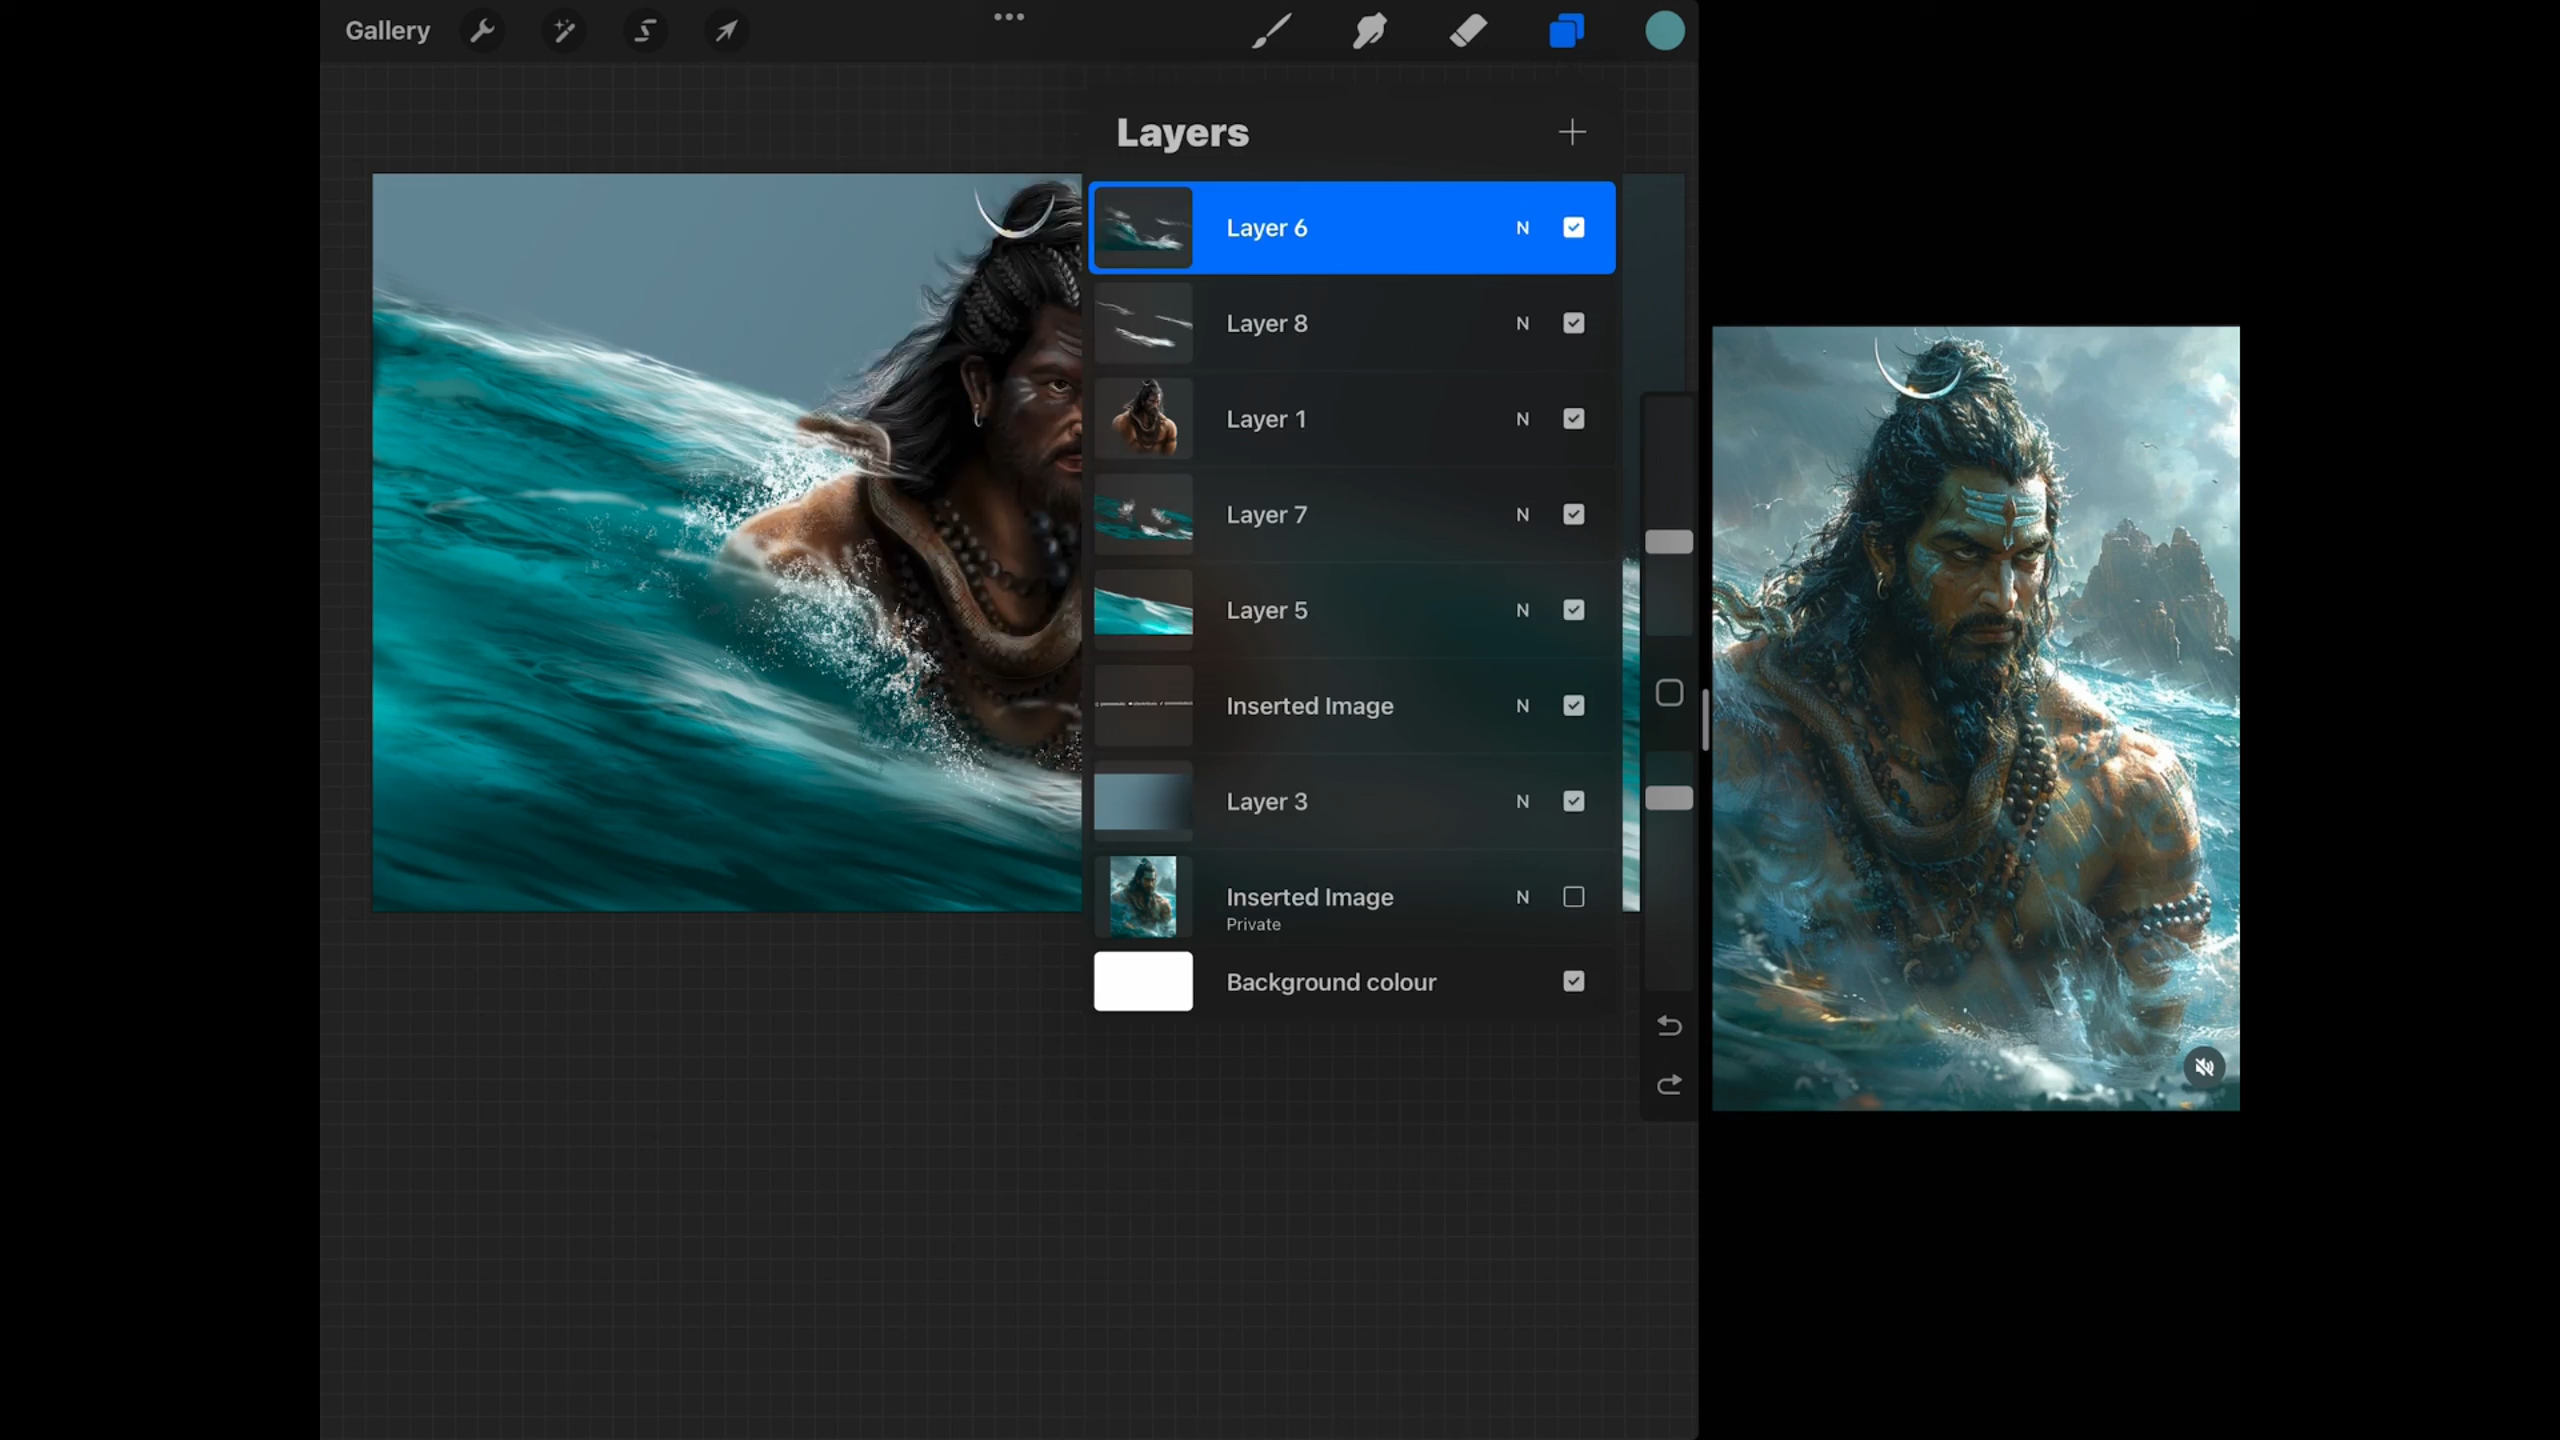 Gallery
Layers
Layer 6 N
Layer 8 N
Layer 1 N
Layer 7 N
Layer 5 N
Inserted Image N
Layer 3 N
Inserted Image N
Private
Background colour